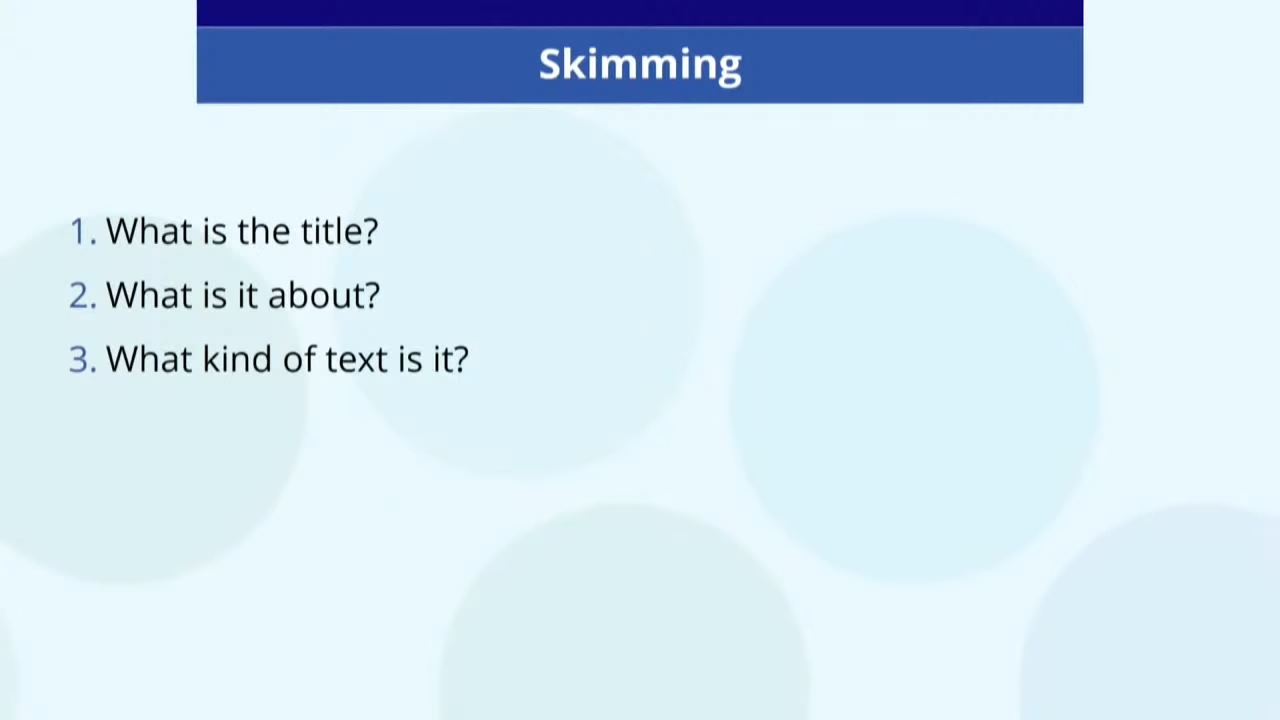 Skimming
1. What is the title?
2. What is it about?
3. What kind of text is it?